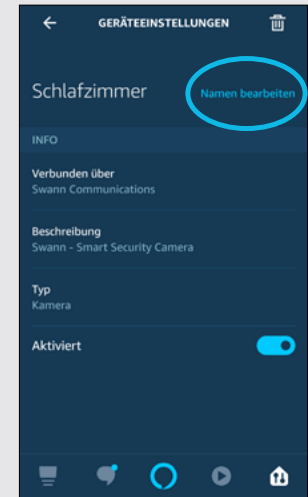 GERÄTEEINSTELLUNGEN
Schlafzimmer
Namen bearbeiten
INFO
Verbunden über
Swann Communications
Beschreibung
Swann - Smart Security Camera
Typ
Kamera
Aktiviert